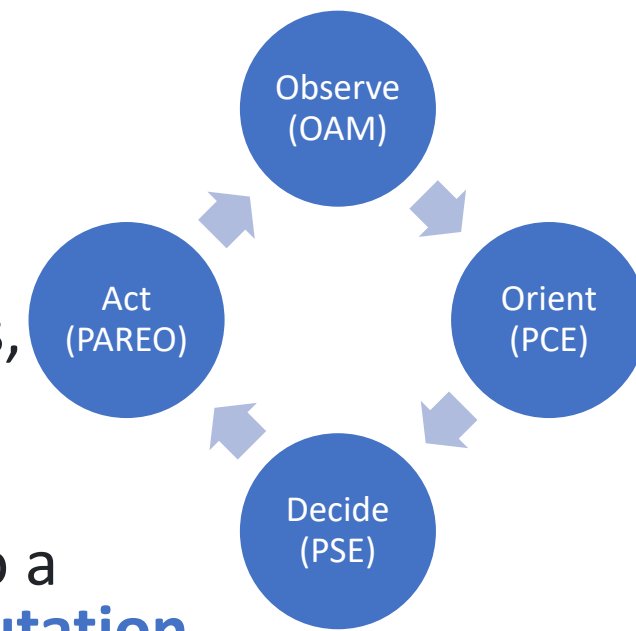 Observe
(OAM)
Act
(PAREO)
Orient
(PCE)
Decide
(PSE)
a